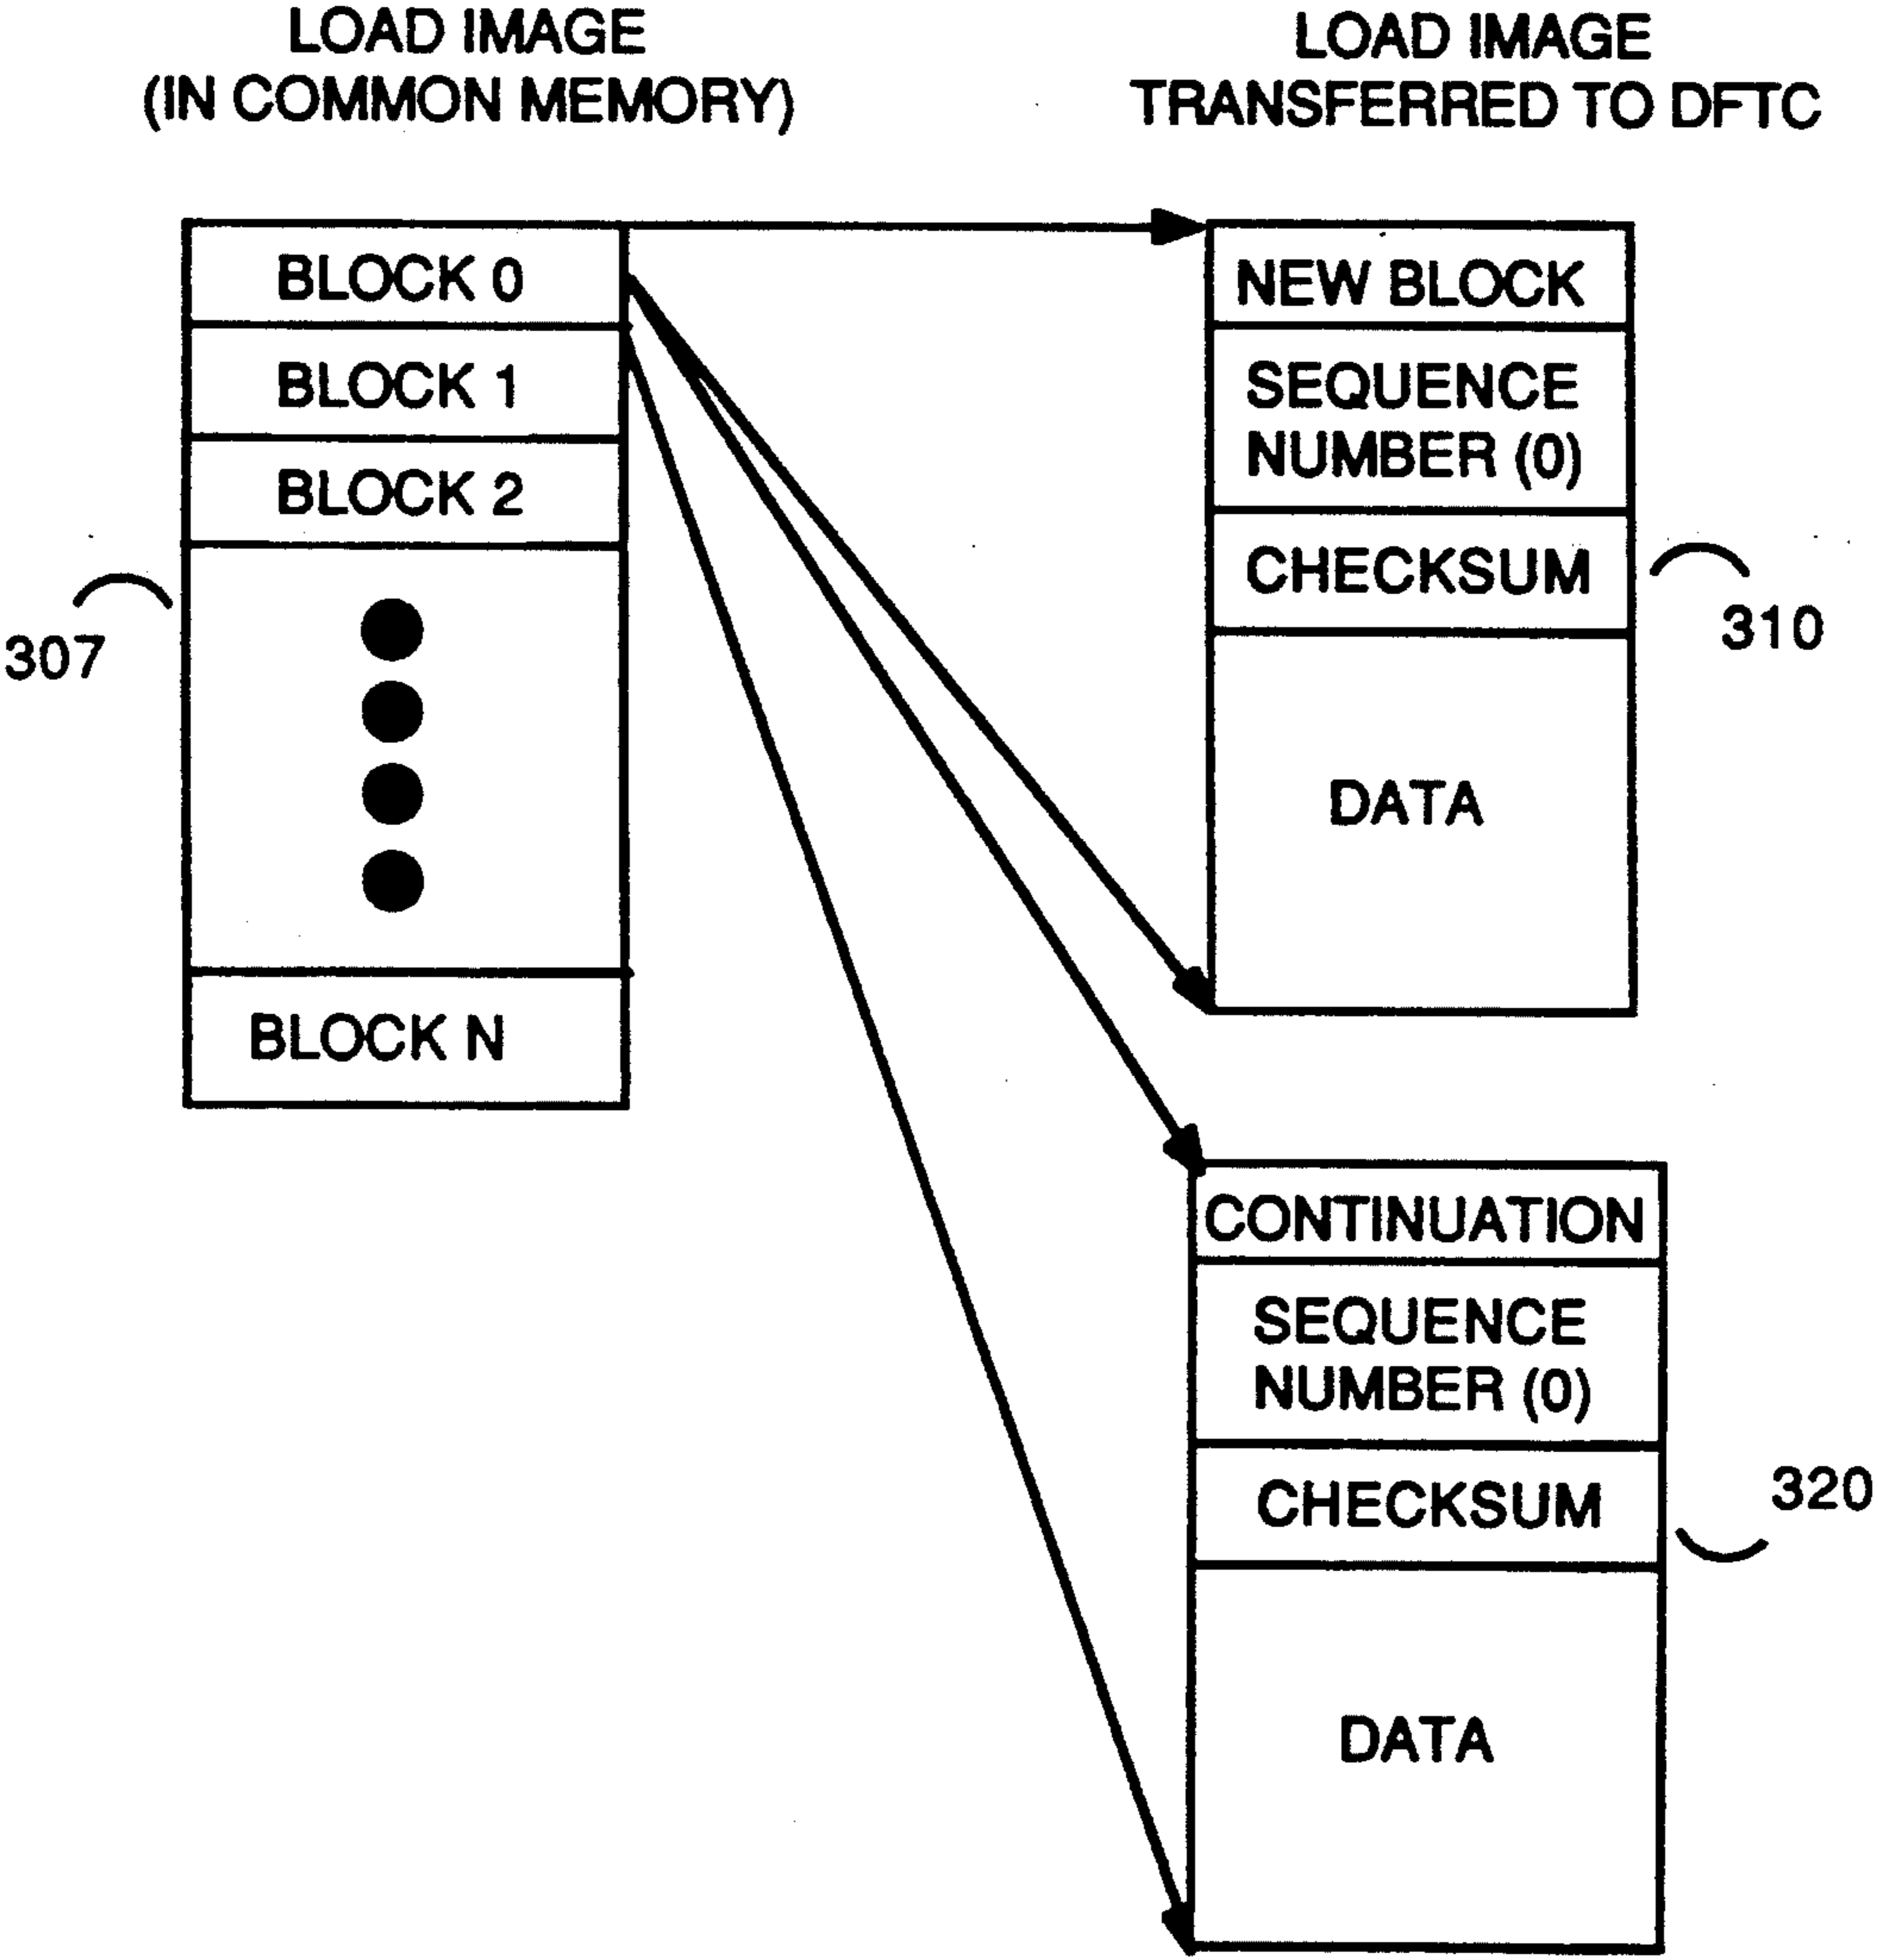 LOAD IMAGE
(IN COMMON MEMORY)
LOAD IMAGE
TRANSFERRED TO DFTC
BLOCK 0
BLOCK 1
BLOCK 2
BLOCK N
307
NEW BLOCK
SEQUENCE
NUMBER (0)
CHECKSUM
DATA
310
CONTINUATION
SEQUENCE
NUMBER (0)
CHECKSUM
DATA
320